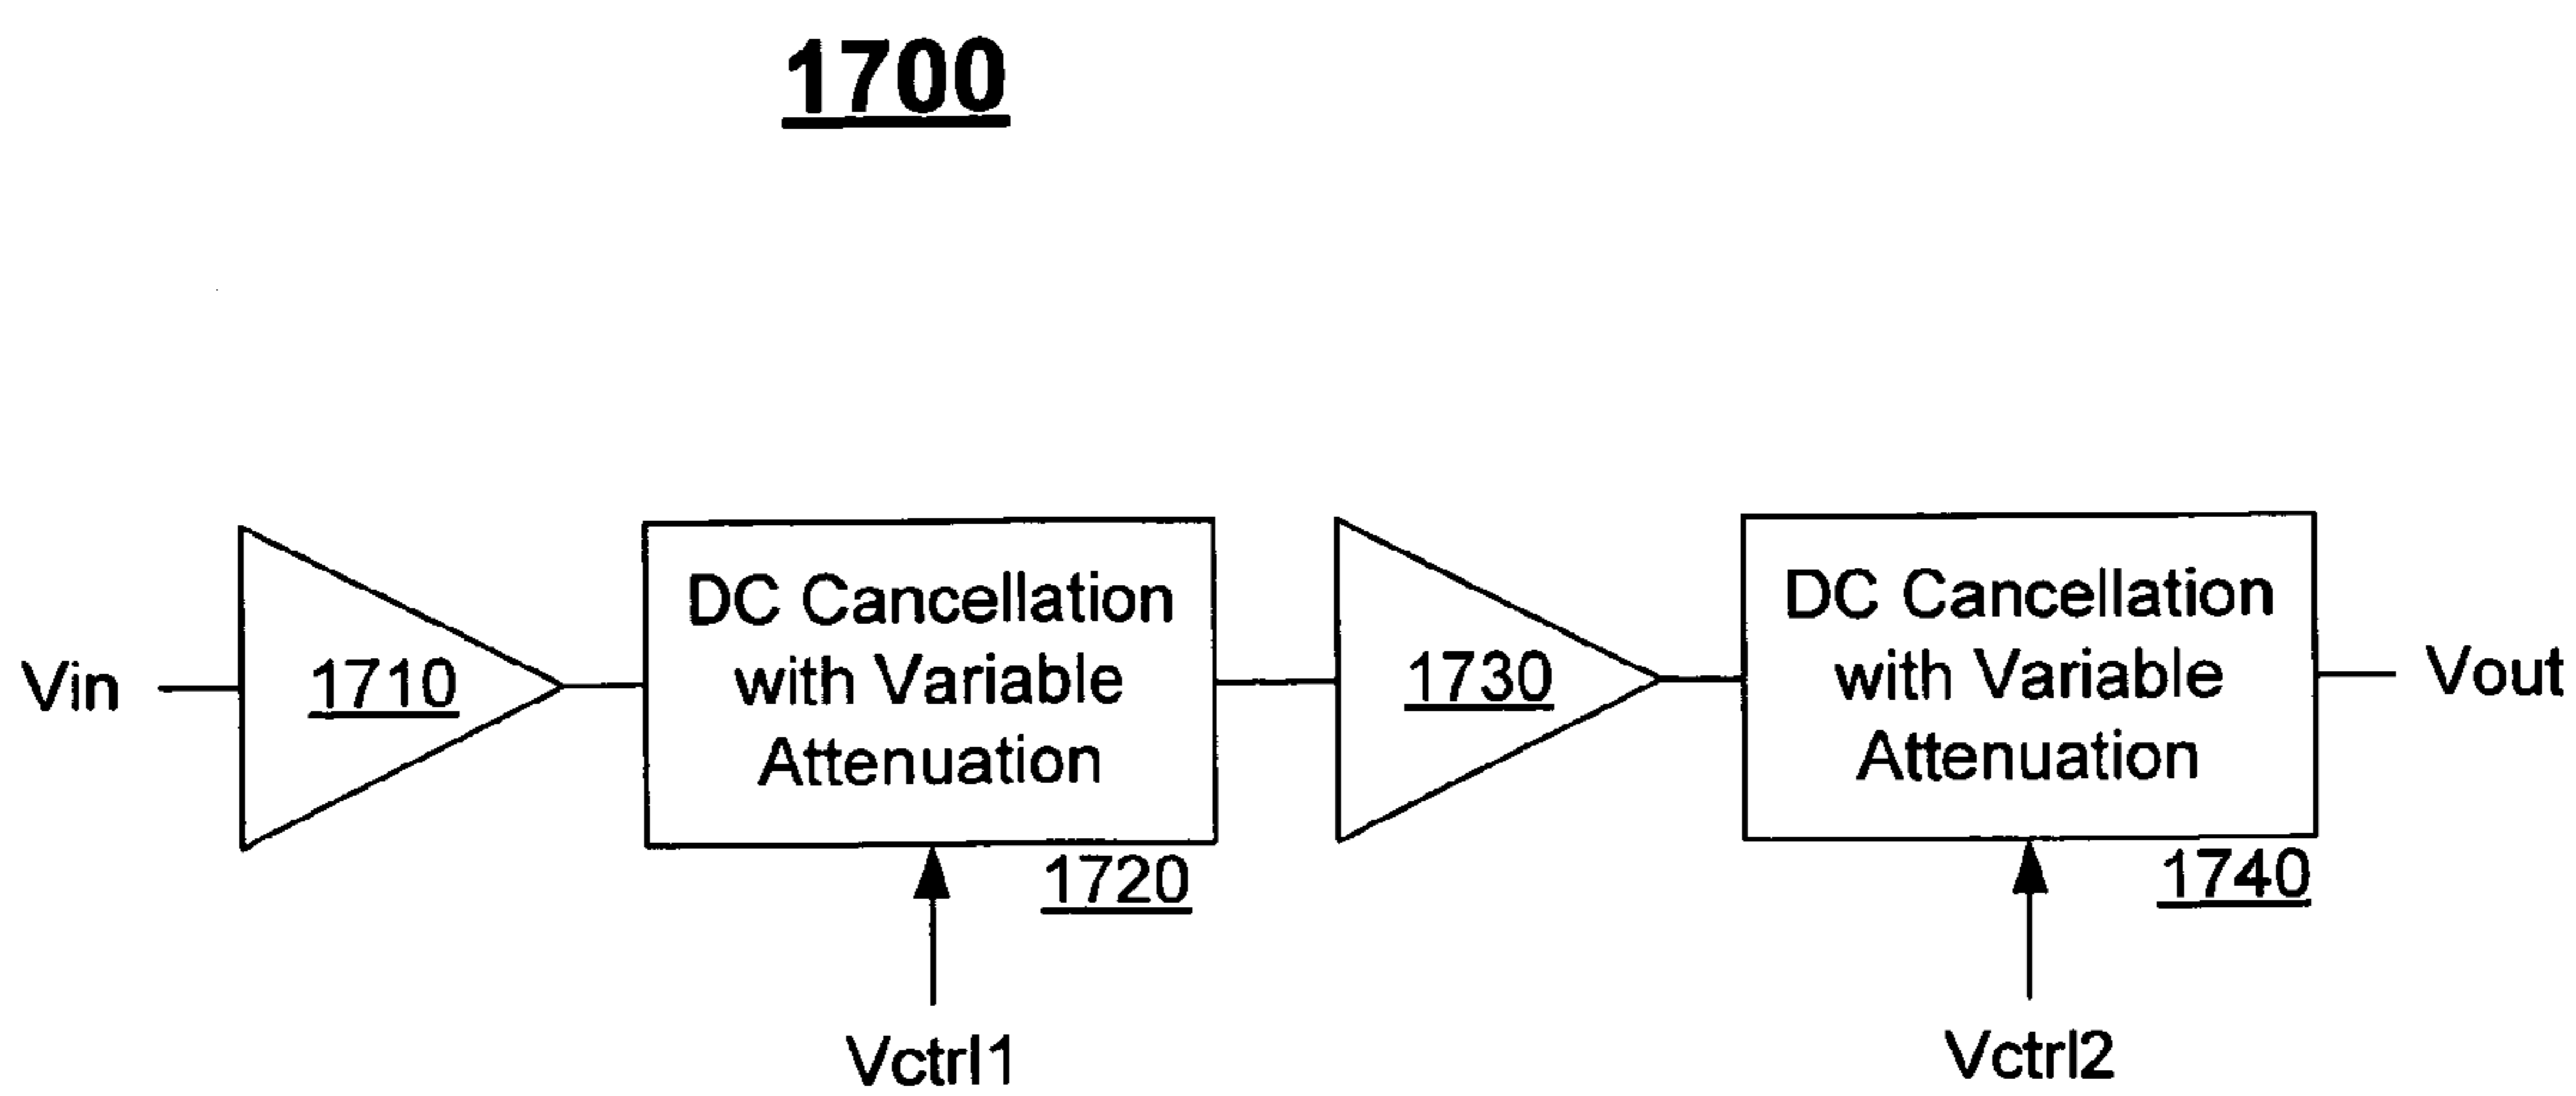 1700
Vin
1710
DC Cancellation
with Variable
Attenuation
1720
Vctrl1
1730
DC Cancellation
with Variable
Attenuation
1740
Vctrl2
Vout